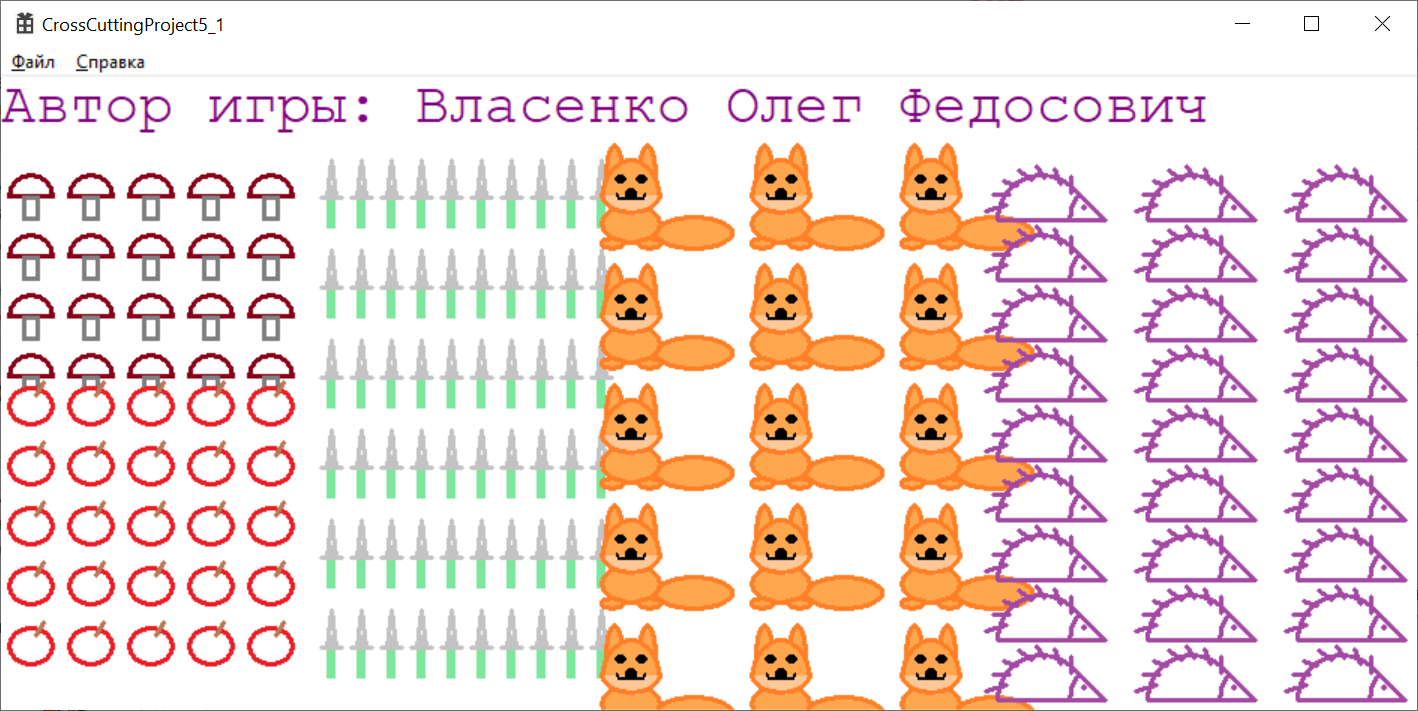 CrossCuttingProject5_1
Файл Справка
Автор игры: Власенко Олег Федосович